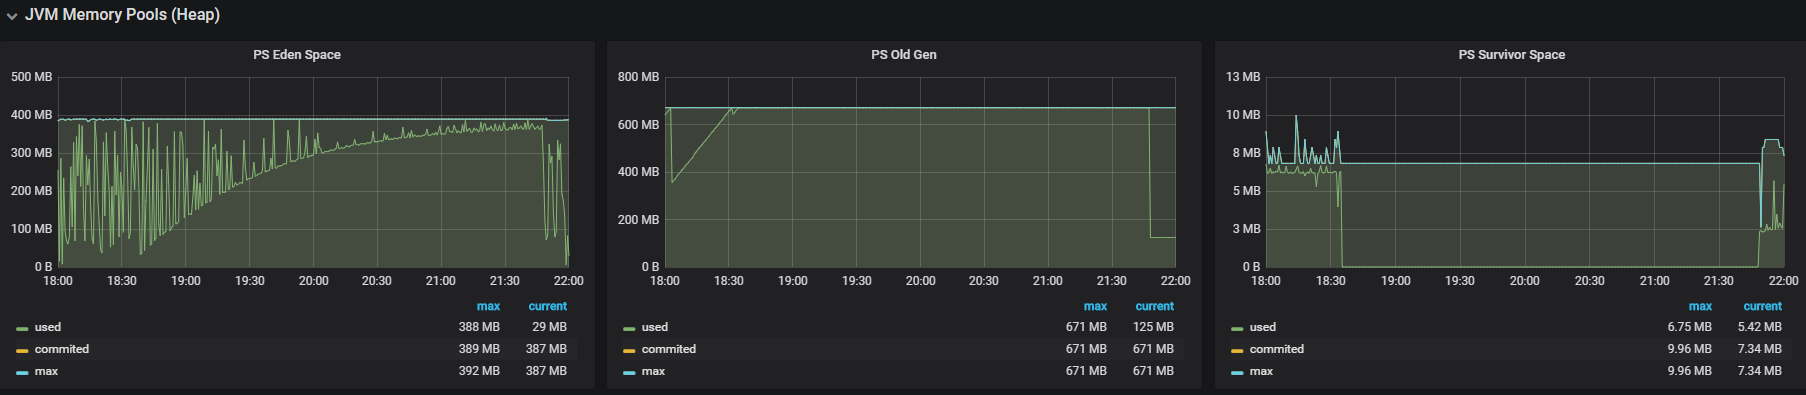 JVM Memory Pools (Heap)
PS Eden Space
500 MB
400 MB
300 MB
200 MB
100 MB
0 B
18:00 18:30 19:00 19:30 20:00 20:30 21:00 21:30 22:00
max current
used 388 MB 29 MB
commited 389 MB 387 MB
max 392 MB 387 MB
PS Old Gen
800 MB
600 MB
400 MB
200 MB
0 B
18:00 18:30 19:00 19:30 20:00 20:30 21:00 21:30 22:00
max current
used 671 MB 125 MB
commited 671 MB 671 MB
max 671 MB 671 MB
PS Survivor Space
13 MB
10 MB
8 MB
5 MB
3 MB
0 B
18:00 18:30 19:00 19:30 20:00 20:30 21:00 21:30 22:00
max current
used 6.75 MB 5.42 MB
commited 9.96 MB 7.34 MB
max 9.96 MB 7.34 MB